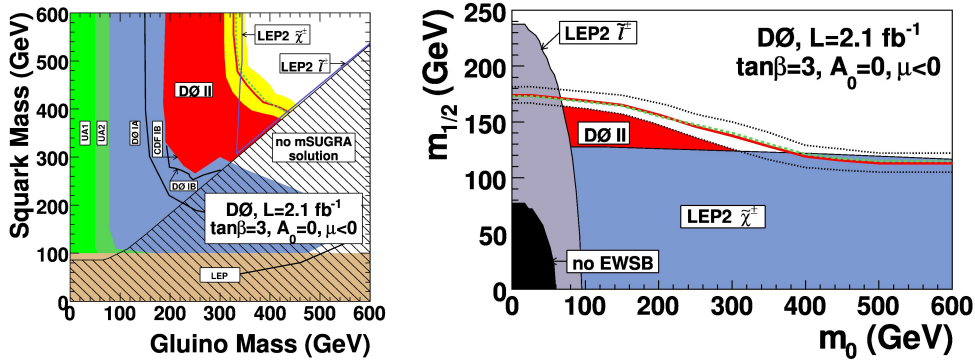 Squark Mass (GeV)
600
500
400
300
200
100
0
0 100 200 300 400 500 600
Gluino Mass (GeV)
UA1
UA2
DØ IA
CDF IB
DØ IB
DØ II
LEP2 χ̃±
LEP2 l̃±
no mSUGRA
solution
DØ, L=2.1 fb⁻¹
tanβ=3, A₀=0, μ<0
LEP
m₁/₂ (GeV)
250
200
150
100
50
0
0 100 200 300 400 500 600
m₀ (GeV)
LEP2 l̃±
DØ, L=2.1 fb⁻¹
tanβ=3, A₀=0, μ<0
DØ II
LEP2 χ̃±
no EWSB